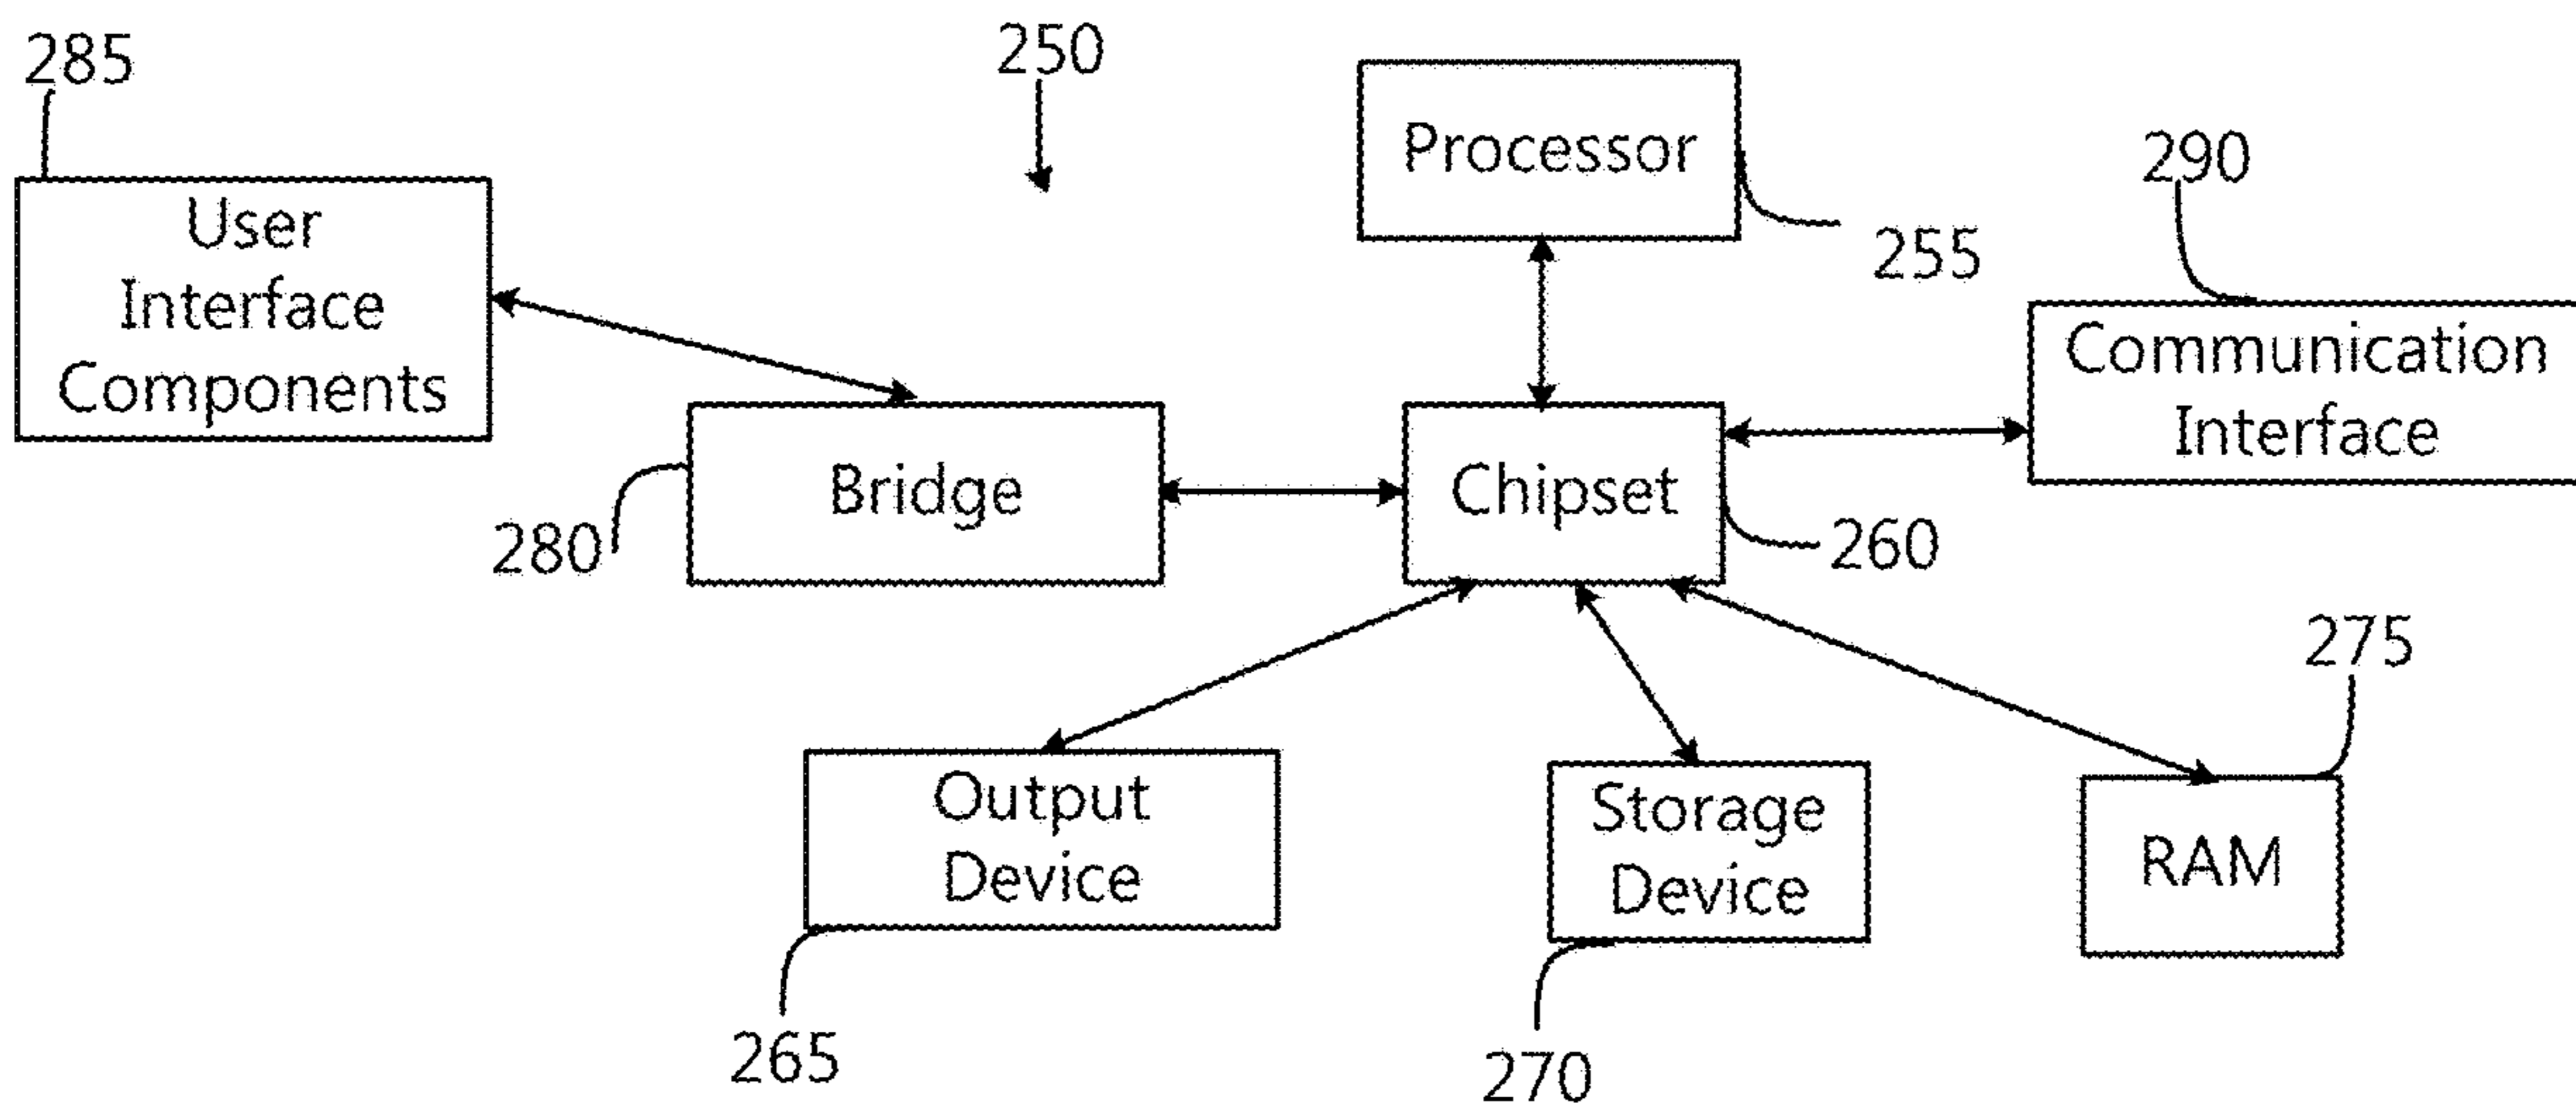 285
250
Processor
290
User
Interface
Components
255
Communication
Interface
Bridge
Chipset
280
260
275
Output
Device
Storage
Device
RAM
265
270